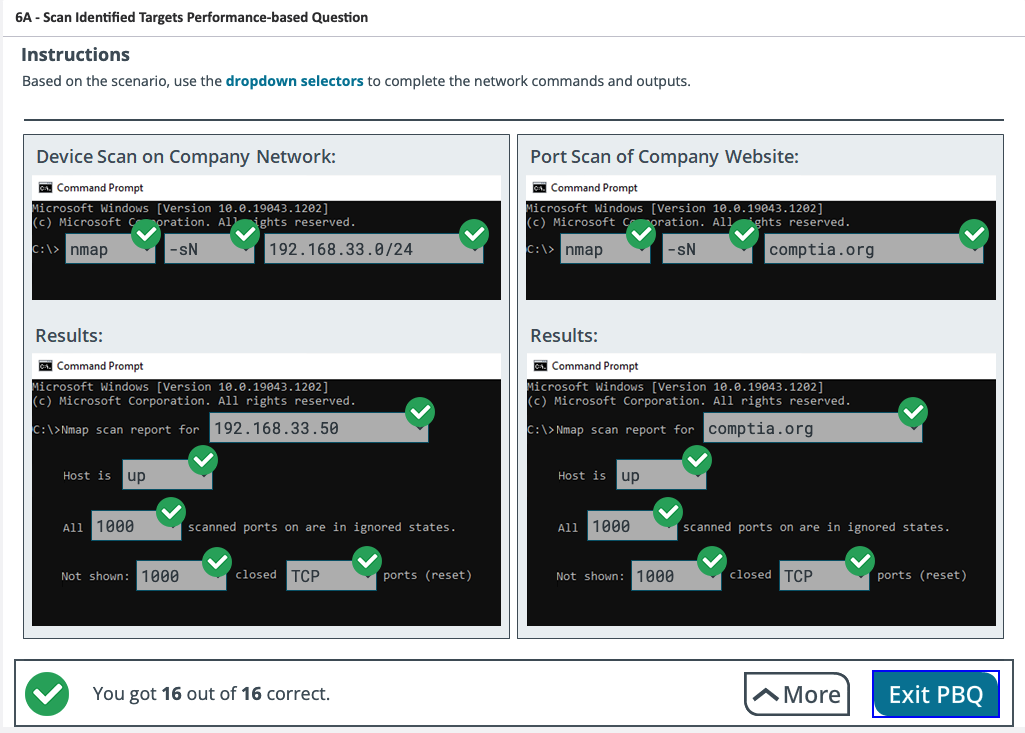 6A - Scan Identified Targets Performance-based Question
Instructions
Based on the scenario, use the dropdown selectors to complete the network commands and outputs.
Device Scan on Company Network:
Command Prompt
Microsoft Windows [Version 10.0.19043.1202]
(c) Microsoft Corporation. All rights reserved.
C:\> nmap -sN 192.168.33.0/24
Results:
Command Prompt
Microsoft Windows [Version 10.0.19043.1202]
(c) Microsoft Corporation. All rights reserved.
C:\>Nmap scan report for 192.168.33.50
Host is up
All 1000 scanned ports on are in ignored states.
Not shown: 1000 closed TCP ports (reset)
Port Scan of Company Website:
Command Prompt
Microsoft Windows [Version 10.0.19043.1202]
(c) Microsoft Corporation. All rights reserved.
C:\> nmap -sN comptia.org
Results:
Command Prompt
Microsoft Windows [Version 10.0.19043.1202]
(c) Microsoft Corporation. All rights reserved.
C:\>Nmap scan report for comptia.org
Host is up
All 1000 scanned ports on are in ignored states.
Not shown: 1000 closed TCP ports (reset)
You got 16 out of 16 correct.
More
Exit PBQ